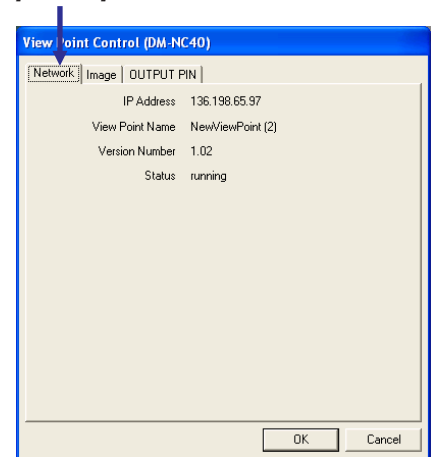 View Point Control (DM-NC40)
Network Image OUTPUT PIN
IP Address 136.198.65.97
View Point Name NewViewPoint (2)
Version Number 1.02
Status running
OK Cancel